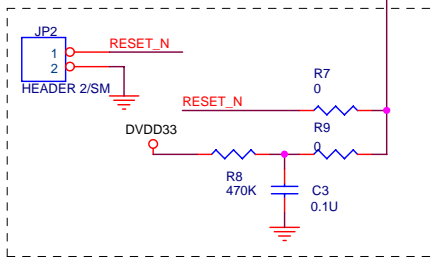 JP2
1
RESET_N
2
HEADER 2/SM
R7
0
RESET_N
R9
0
DVDD33
R8
470K
C3
0.1U